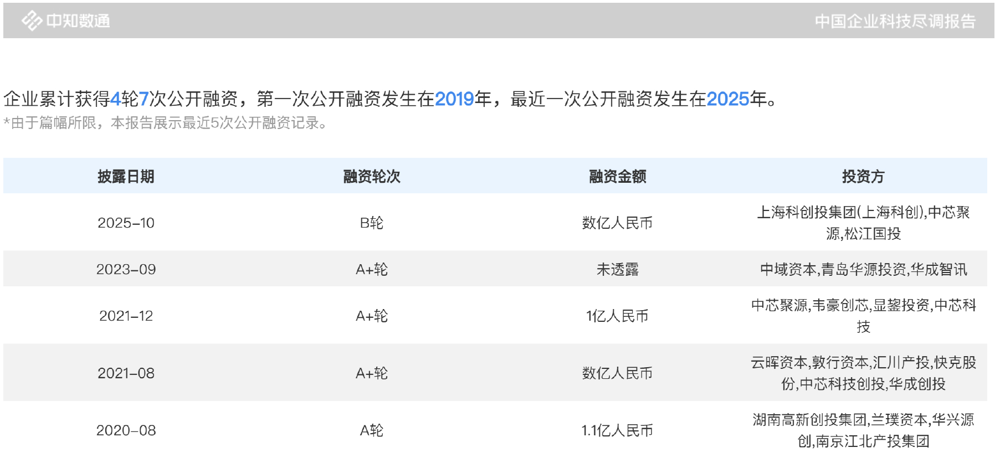 中知数通
中国企业科技尽调报告
企业累计获得4轮7次公开融资，第一次公开融资发生在2019年，最近一次公开融资发生在2025年。
*由于篇幅所限，本报告展示最近5次公开融资记录。
披露日期 融资轮次 融资金额 投资方
2025-10 B轮 数亿人民币 上海科创投集团(上海科创),中芯聚
源,松江国投
2023-09 A+轮 未透露 中域资本,青岛华源投资,华成智讯
2021-12 A+轮 1亿人民币 中芯聚源,韦豪创芯,显鋆投资,中芯科
技
2021-08 A+轮 数亿人民币 云晖资本,敦行资本,汇川产投,快克股
份,中芯科技创投,华成创投
2020-08 A轮 1.1亿人民币 湖南高新创投集团,兰璞资本,华兴源
创,南京江北产投集团